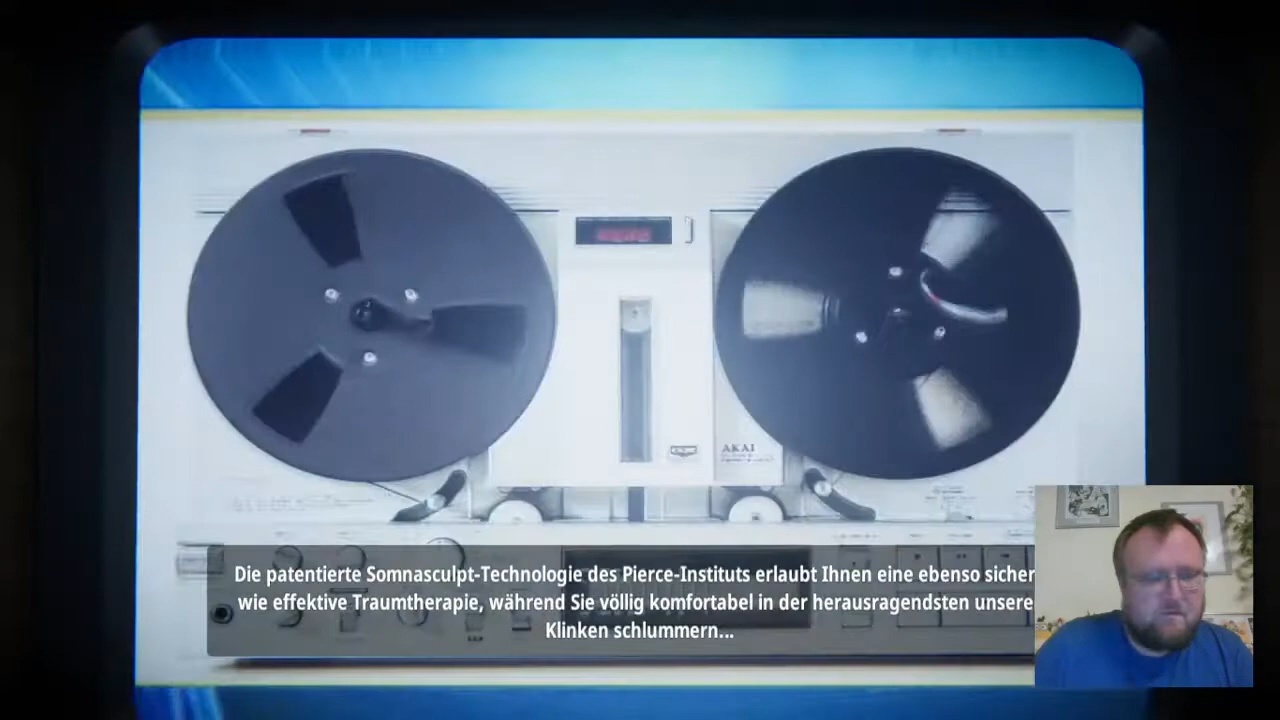 AKAI
Die patentierte Somnasculpt-Technologie des Pierce-Instituts erlaubt Ihnen eine ebenso sicher
wie effektive Traumtherapie, während Sie völlig komfortabel in der herausragendsten unsere
Klinken schlummern...